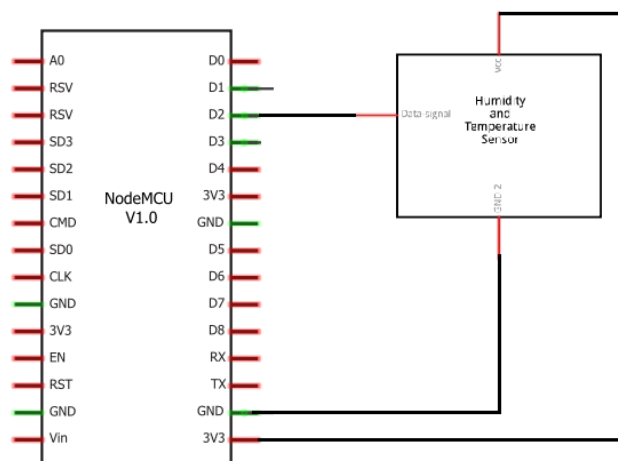 A0
RSV
RSV
SD3
SD2
SD1
CMD
SD0
CLK
GND
3V3
EN
RST
GND
Vin
NodeMCU
V1.0
D0
D1
D2
D3
D4
3V3
GND
D5
D6
D7
D8
RX
TX
GND
3V3
VCC
Data-signal
Humidity
and
Temperature
Sensor
GND 2